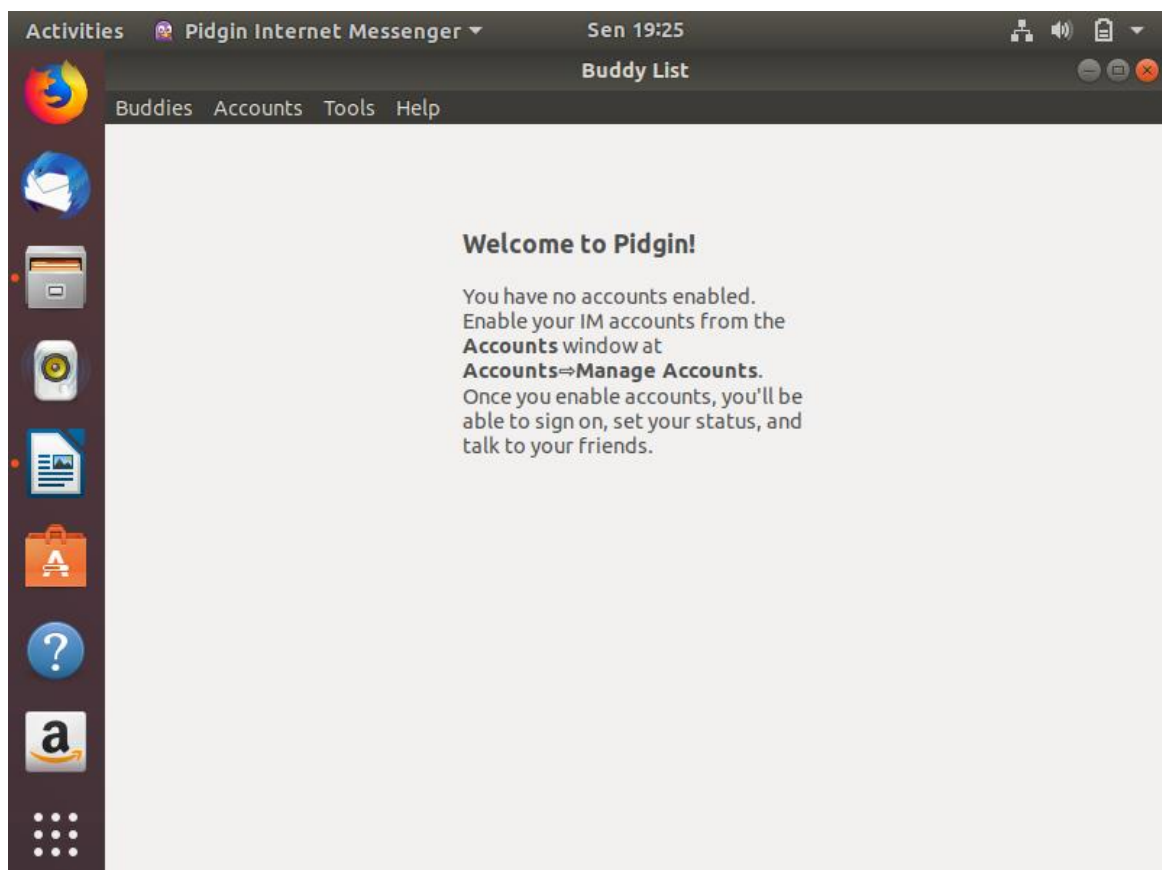 Activities Pidgin Internet Messenger Sen 19:25
Buddy List
Buddies Accounts Tools Help
Welcome to Pidgin!
You have no accounts enabled.
Enable your IM accounts from the
Accounts window at
Accounts⇨Manage Accounts.
Once you enable accounts, you'll be
able to sign on, set your status, and
talk to your friends.
A
?
a